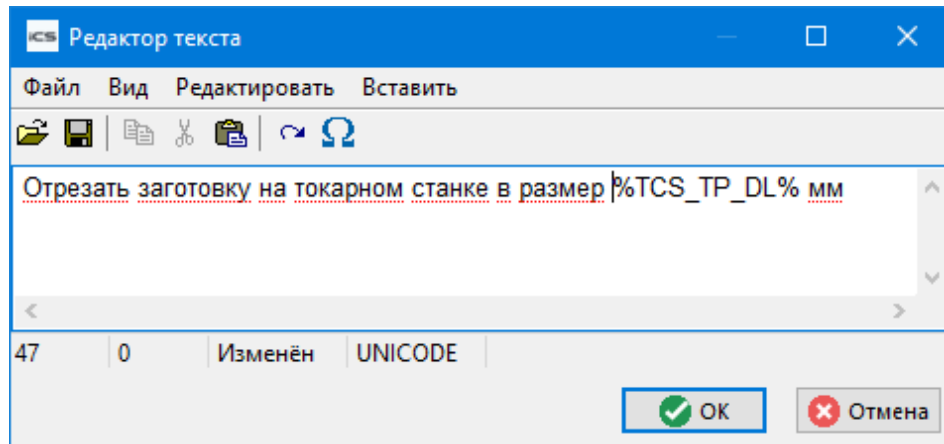 iCS Редактор текста
Файл Вид Редактировать Вставить
Отрезать заготовку на токарном станке в размер %TCS_TP_DL% мм
47 0 Изменён UNICODE
OK Отмена